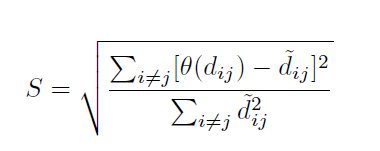 S = \sqrt{\frac{\sum_{i \neq j} [\theta(d_{ij}) - \tilde{d}_{ij}]^2}{\sum_{i \neq j} \tilde{d}_{ij}^2}}